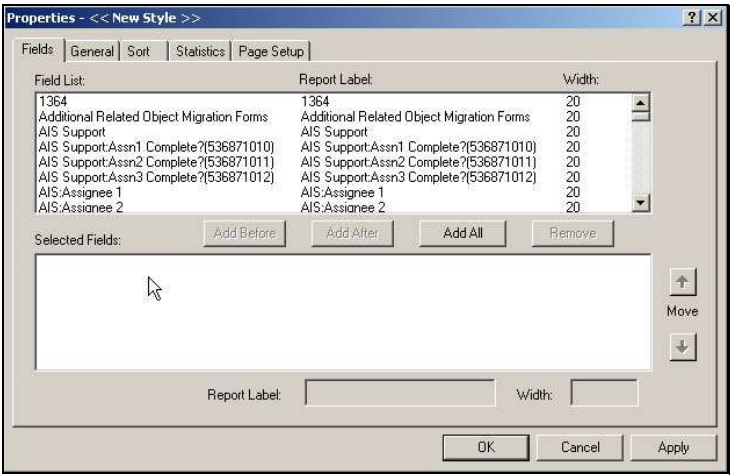 Properties - << New Style >>
Fields General Sort Statistics Page Setup
Field List: Report Label: Width:
1364 1364 20
Additional Related Object Migration Forms Additional Related Object Migration Forms 20
AIS Support AIS Support 20
AIS Support:Assn1 Complete?(536871010) AIS Support:Assn1 Complete?(536871010) 20
AIS Support:Assn2 Complete?(536871011) AIS Support:Assn2 Complete?(536871011) 20
AIS Support:Assn3 Complete?(536871012) AIS Support:Assn3 Complete?(536871012) 20
AIS:Assignee 1 AIS:Assignee 1 20
AIS:Assignee 2 AIS:Assignee 2 20
Selected Fields: Add Before Add After Add All Remove
Move
Report Label: Width:
OK Cancel Apply